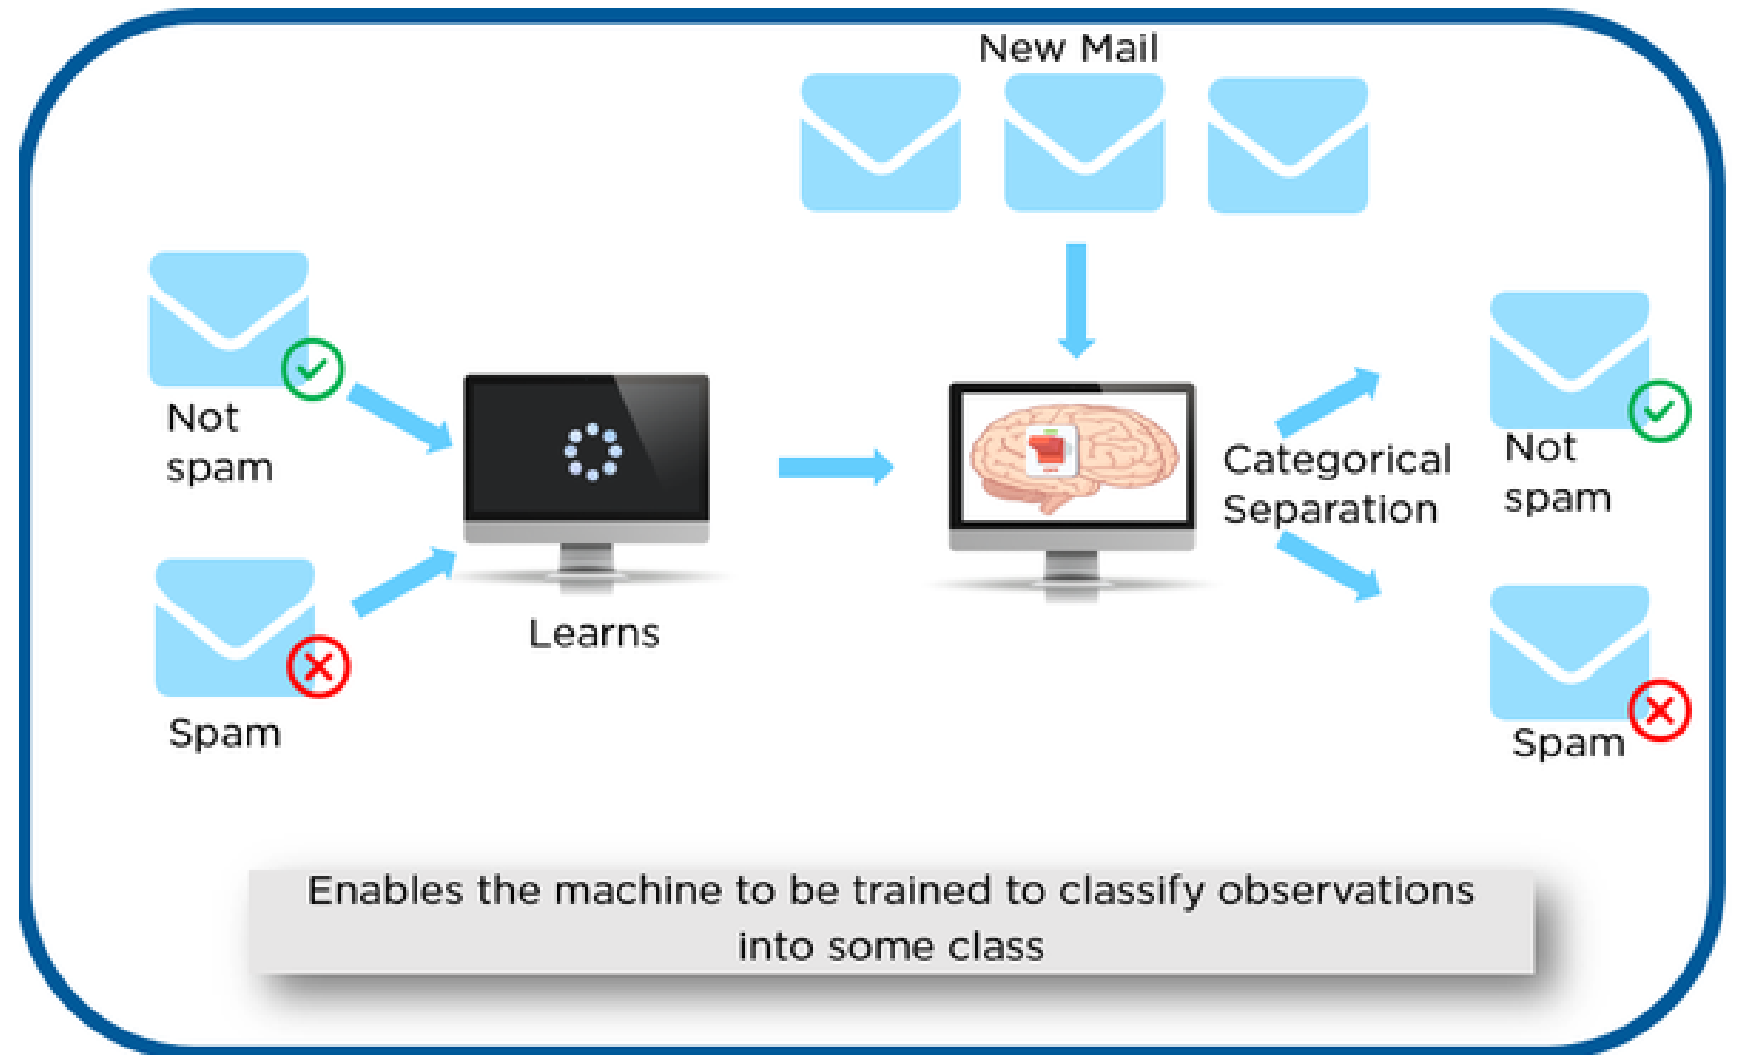 New Mail
Not
spam
Spam
Learns
Categorical
Separation
Not
spam
Spam
Enables the machine to be trained to classify observations
into some class